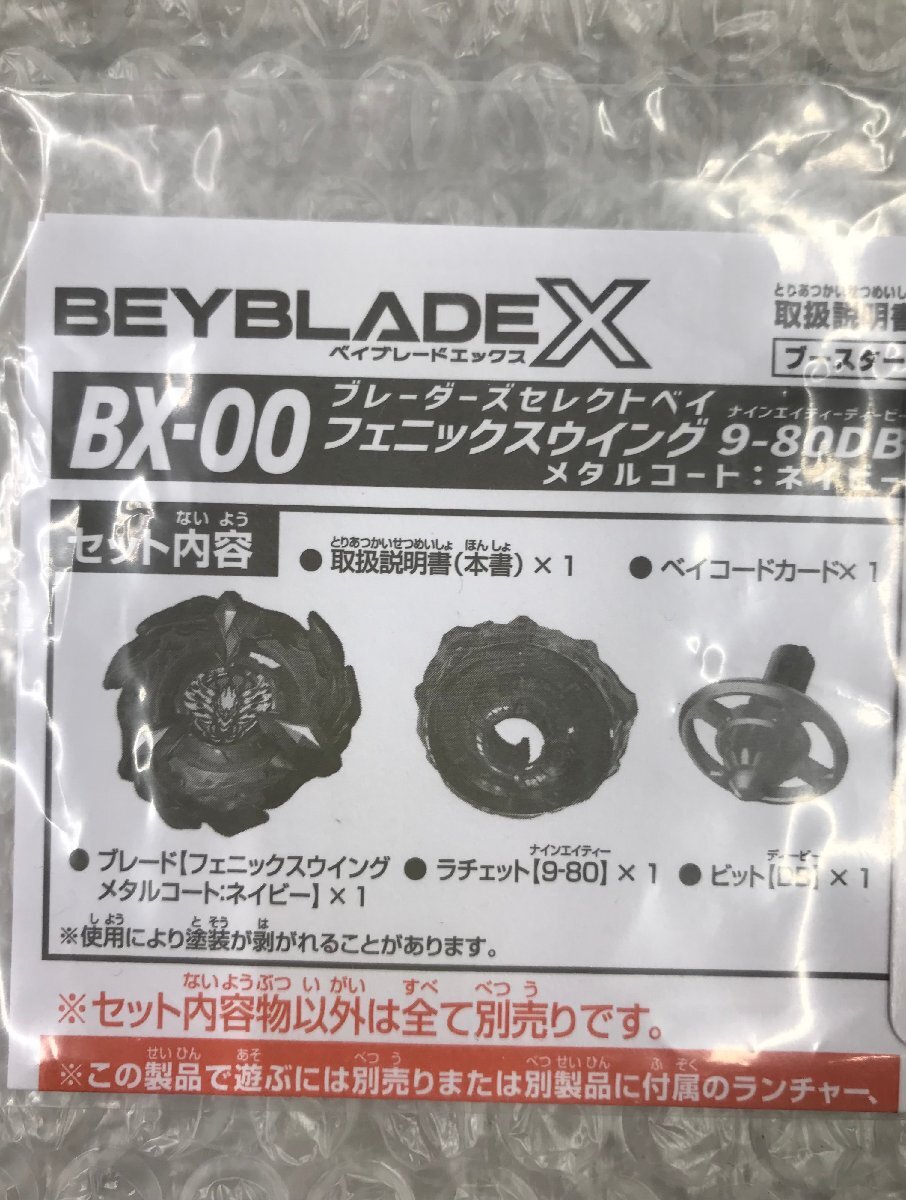 BEYBLADE X
ベイブレードエックス
とりあつかいせつめいし
取扱説明書
ブースター
BX-00
ブレーダーズセレクトベイ
ナインエイティーディービー
フェニックスウイング 9-80DB
メタルコート:ネイビー
ないよう
セット内容
とりあつかいせつめいしょ ほんしょ
●取扱説明書(本書)×1
●ベイコードカード×1
●ブレード【フェニックスウイング
メタルコート:ネイビー】×1
ナインエイティー
●ラチェット【9-80】×1
ディービー
●ビット【DB】×1
しよう とそう は
※使用により塗装が剥がれることがあります。
ないようぶつ いがい すべ べつう
※セット内容物以外は全て別売りです。
せいひん あそ べつう べつせいひん ふぞく
※この製品で遊ぶには別売りまたは別製品に付属のランチャー、